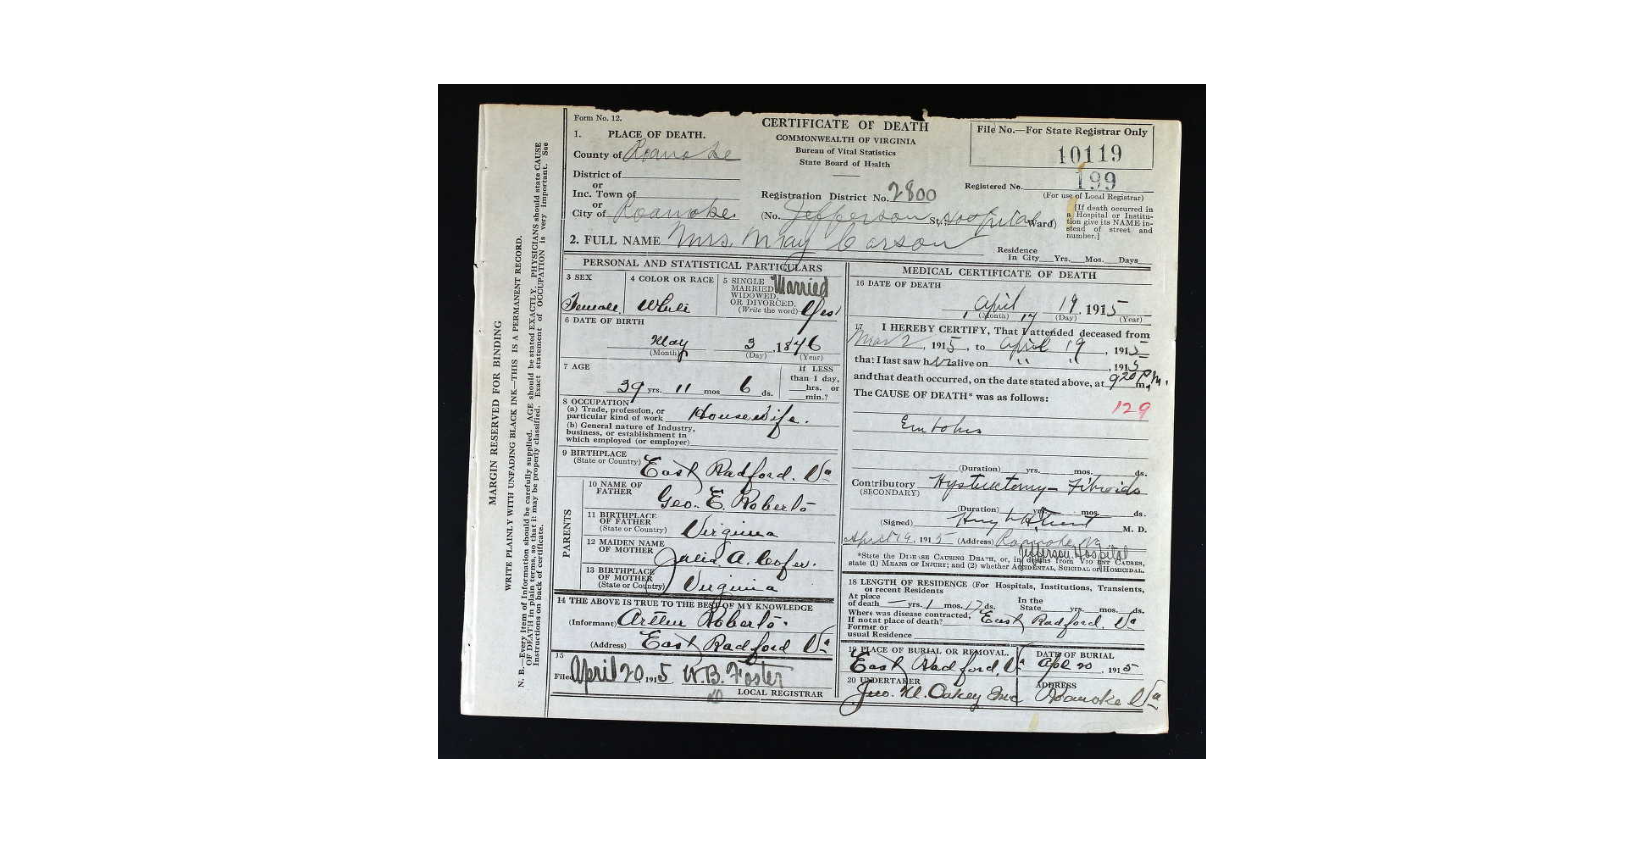 Form No. 12.
CERTIFICATE OF DEATH
COMMONWEALTH OF VIRGINIA
Bureau of Vital Statistics
State Board of Health
File No.—For State Registrar Only
10119
Registered No. 199
(For use of Local Registrar)
[If death occurred in a Hospital or Institution give its NAME instead of street and number.]
1. PLACE OF DEATH.
County of Roanoke
District of
or
Inc. Town of
or
City of Roanoke.
Registration District No. 2800
(No. Jefferson St., Hospital Ward)
2. FULL NAME Mrs. May Carson
Residence In City Yrs. Mos. Days
PERSONAL AND STATISTICAL PARTICULARS
3 SEX
Female
4 COLOR OR RACE
White
5 SINGLE MARRIED WIDOWED, OR DIVORCED. (Write the word)
Married
Yes
6 DATE OF BIRTH
May 3, 1876
(Month) (Day) (Year)
7 AGE
39 yrs. 11 mos 6 ds.
If LESS than 1 day, hrs. or min.?
8 OCCUPATION
(a) Trade, profession, or particular kind of work Housewife.
(b) General nature of Industry, business, or establishment in which employed (or employer)
9 BIRTHPLACE
(State or Country) East Radford. Va
PARENTS
10 NAME OF FATHER Geo. E. Roberts
11 BIRTHPLACE OF FATHER (State or Country) Virginia
12 MAIDEN NAME OF MOTHER Julia A. Cofer.
13 BIRTHPLACE OF MOTHER (State or Country) Virginia
14 THE ABOVE IS TRUE TO THE BEST OF MY KNOWLEDGE
(Informant) Arthur Roberts.
(Address) East Radford Va
15
Filed April 20 1915 W. B. Foster
LOCAL REGISTRAR
MEDICAL CERTIFICATE OF DEATH
16 DATE OF DEATH
April 19, 1915
(Month) (Day) (Year)
17 I HEREBY CERTIFY, That I attended deceased from
Mar 2, 1915, to April 19, 1915
that I last saw her alive on " ", 1915
and that death occurred, on the date stated above, at 920 P m.
The CAUSE OF DEATH* was as follows:
129
Embolus
(Duration) yrs. mos. ds.
Contributory Hysterectomy – Fibroids
(SECONDARY)
(Duration) yrs. mos. ds.
(Signed) M. D.
April 19, 1915 (Address) Roanoke, Va.
Jefferson Hospital
*State the DISEASE CAUSING DEATH, or, in deaths from VIOLENT CAUSES, state (1) MEANS OF INJURY; and (2) whether ACCIDENTAL, SUICIDAL or HOMICIDAL.
18 LENGTH OF RESIDENCE (For Hospitals, Institutions, Transients, or recent Residents
At place of death — yrs. 1 mos. 17 ds. In the State yrs. mos. ds.
Where was disease contracted, If not at place of death? East Radford. Va
Former or usual Residence
19 PLACE OF BURIAL OR REMOVAL.
East Radford, Va
DATE OF BURIAL
Apl 20, 1915
20 UNDERTAKER
Jno. M. Oakey Inc
ADDRESS
Roanoke Va
MARGIN RESERVED FOR BINDING
WRITE PLAINLY WITH UNFADING BLACK INK—THIS IS A PERMANENT RECORD.
N. B.—Every item of Information should be carefully supplied. AGE should be stated EXACTLY. PHYSICIANS should state CAUSE
OF DEATH in plain terms, so that it may be properly classified. Exact statement of OCCUPATION is very important. See
Instructions on back of certificate.